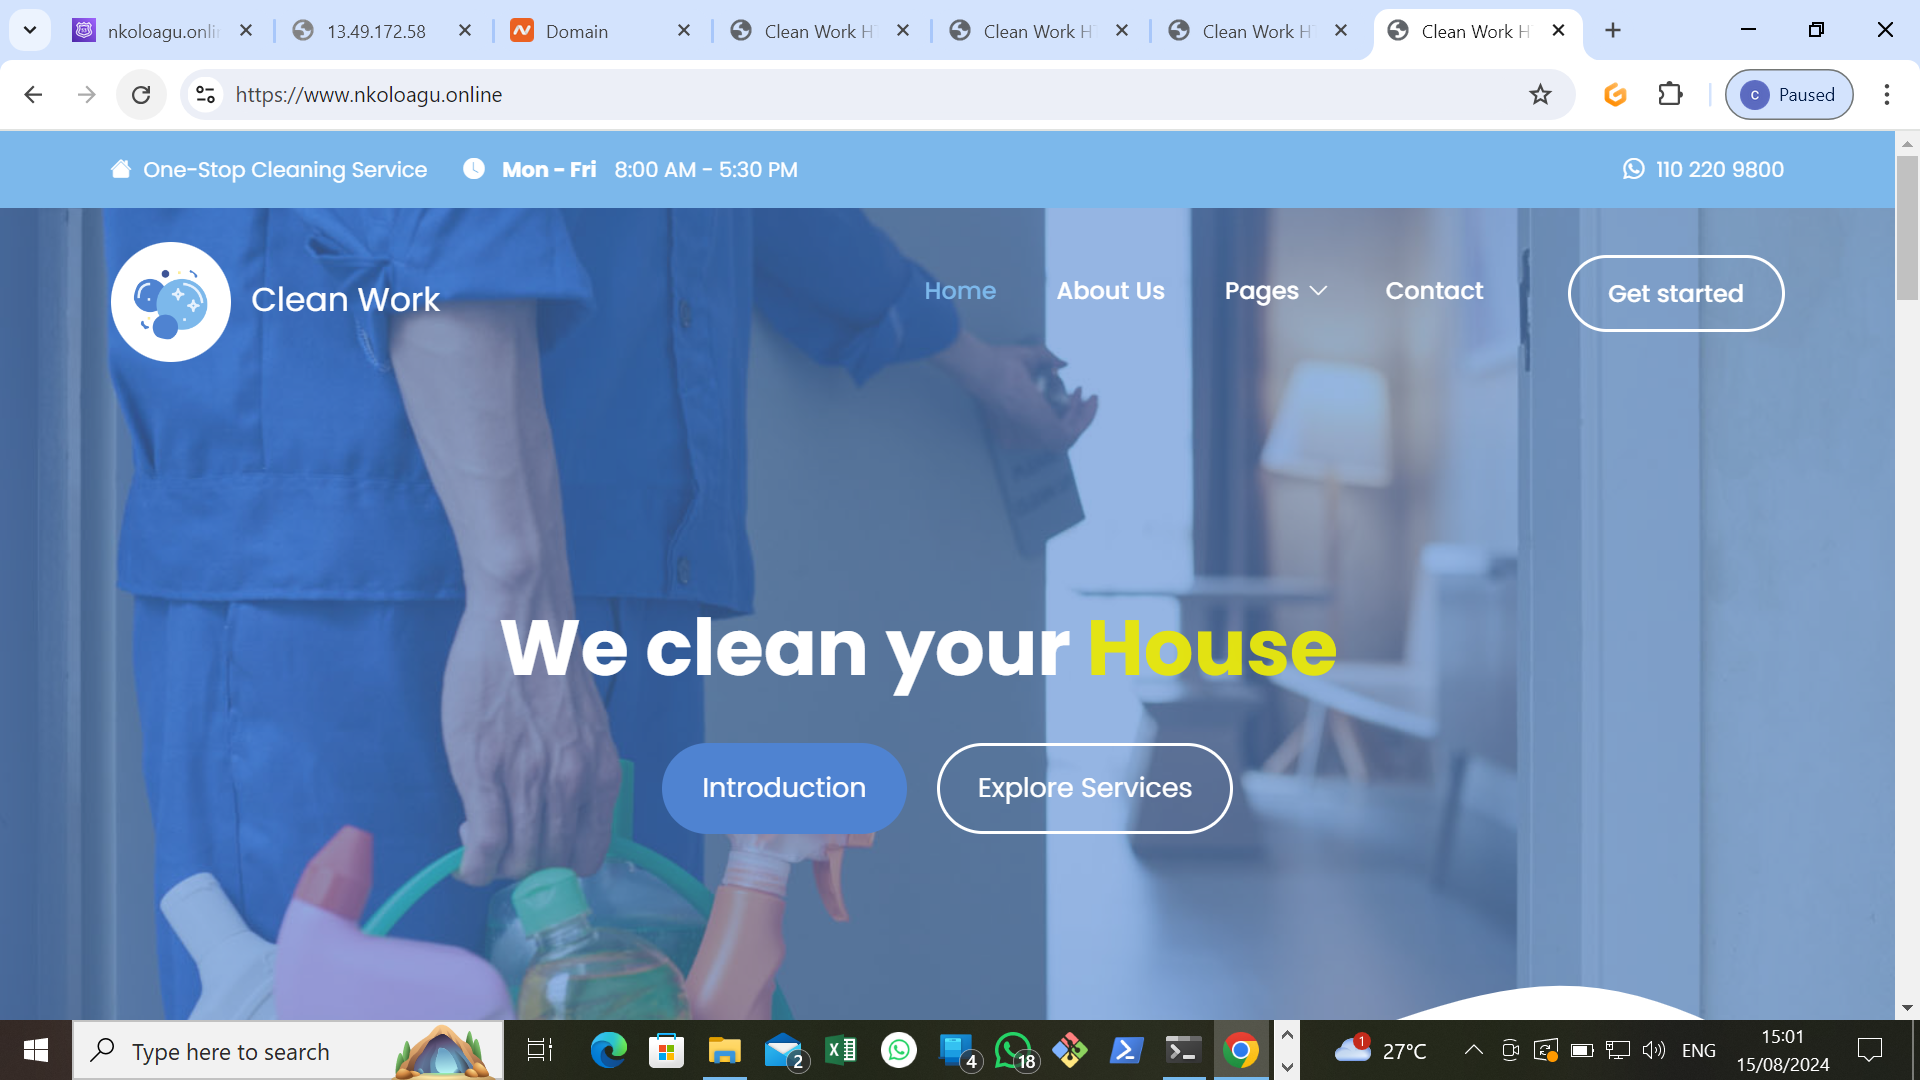 nkoloagu.onli
13.49.172.58
Domain
Clean Work H
Clean Work H
Clean Work H
Clean Work H
https://www.nkoloagu.online
C
Paused
One-Stop Cleaning Service
Mon - Fri 8:00 AM - 5:30 PM
110 220 9800
Clean Work
Home
About Us
Pages
Contact
Get started
We clean your House
Introduction
Explore Services
Type here to search
2
4
18
1
27°C
ENG
15:01
15/08/2024